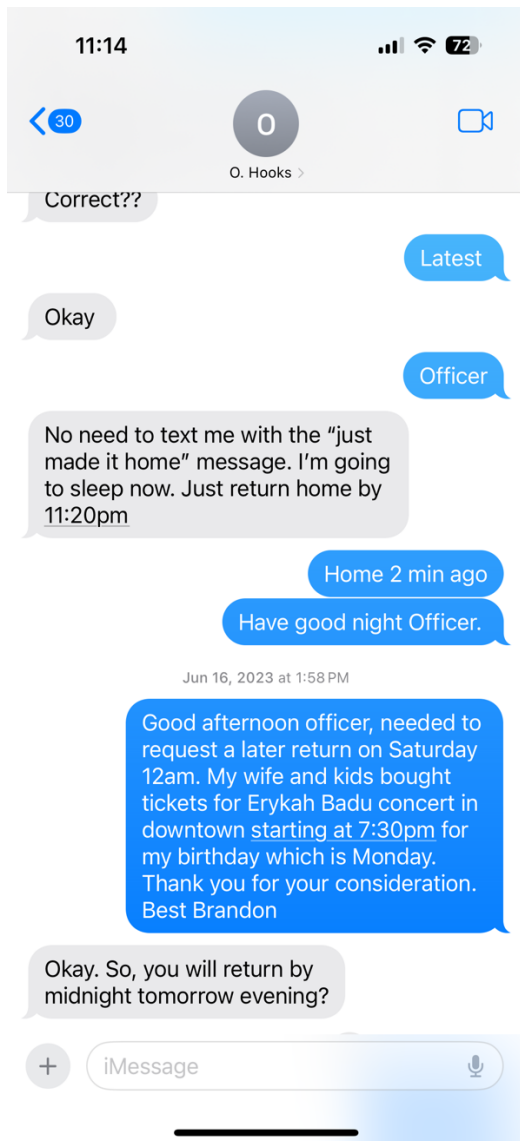 11:14
72
30
O
O. Hooks
Correct??
Latest
Okay
Officer
No need to text me with the “just
made it home” message. I’m going
to sleep now. Just return home by
11:20pm
Home 2 min ago
Have good night Officer.
Jun 16, 2023 at 1:58 PM
Good afternoon officer, needed to
request a later return on Saturday
12am. My wife and kids bought
tickets for Erykah Badu concert in
downtown starting at 7:30pm for
my birthday which is Monday.
Thank you for your consideration.
Best Brandon
Okay. So, you will return by
midnight tomorrow evening?
iMessage